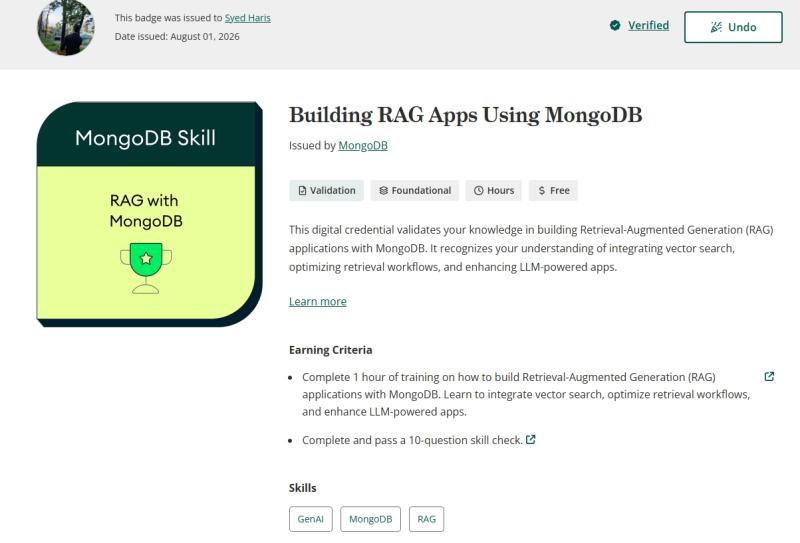 This badge was issued to Syed Haris
Date issued: August 01, 2026
Verified
Undo
MongoDB Skill
RAG with
MongoDB
Building RAG Apps Using MongoDB
Issued by MongoDB
Validation
Foundational
Hours
Free
This digital credential validates your knowledge in building Retrieval-Augmented Generation (RAG)
applications with MongoDB. It recognizes your understanding of integrating vector search,
optimizing retrieval workflows, and enhancing LLM-powered apps.
Learn more
Earning Criteria
Complete 1 hour of training on how to build Retrieval-Augmented Generation (RAG)
applications with MongoDB. Learn to integrate vector search, optimize retrieval workflows,
and enhance LLM-powered apps.
Complete and pass a 10-question skill check.
Skills
GenAI
MongoDB
RAG